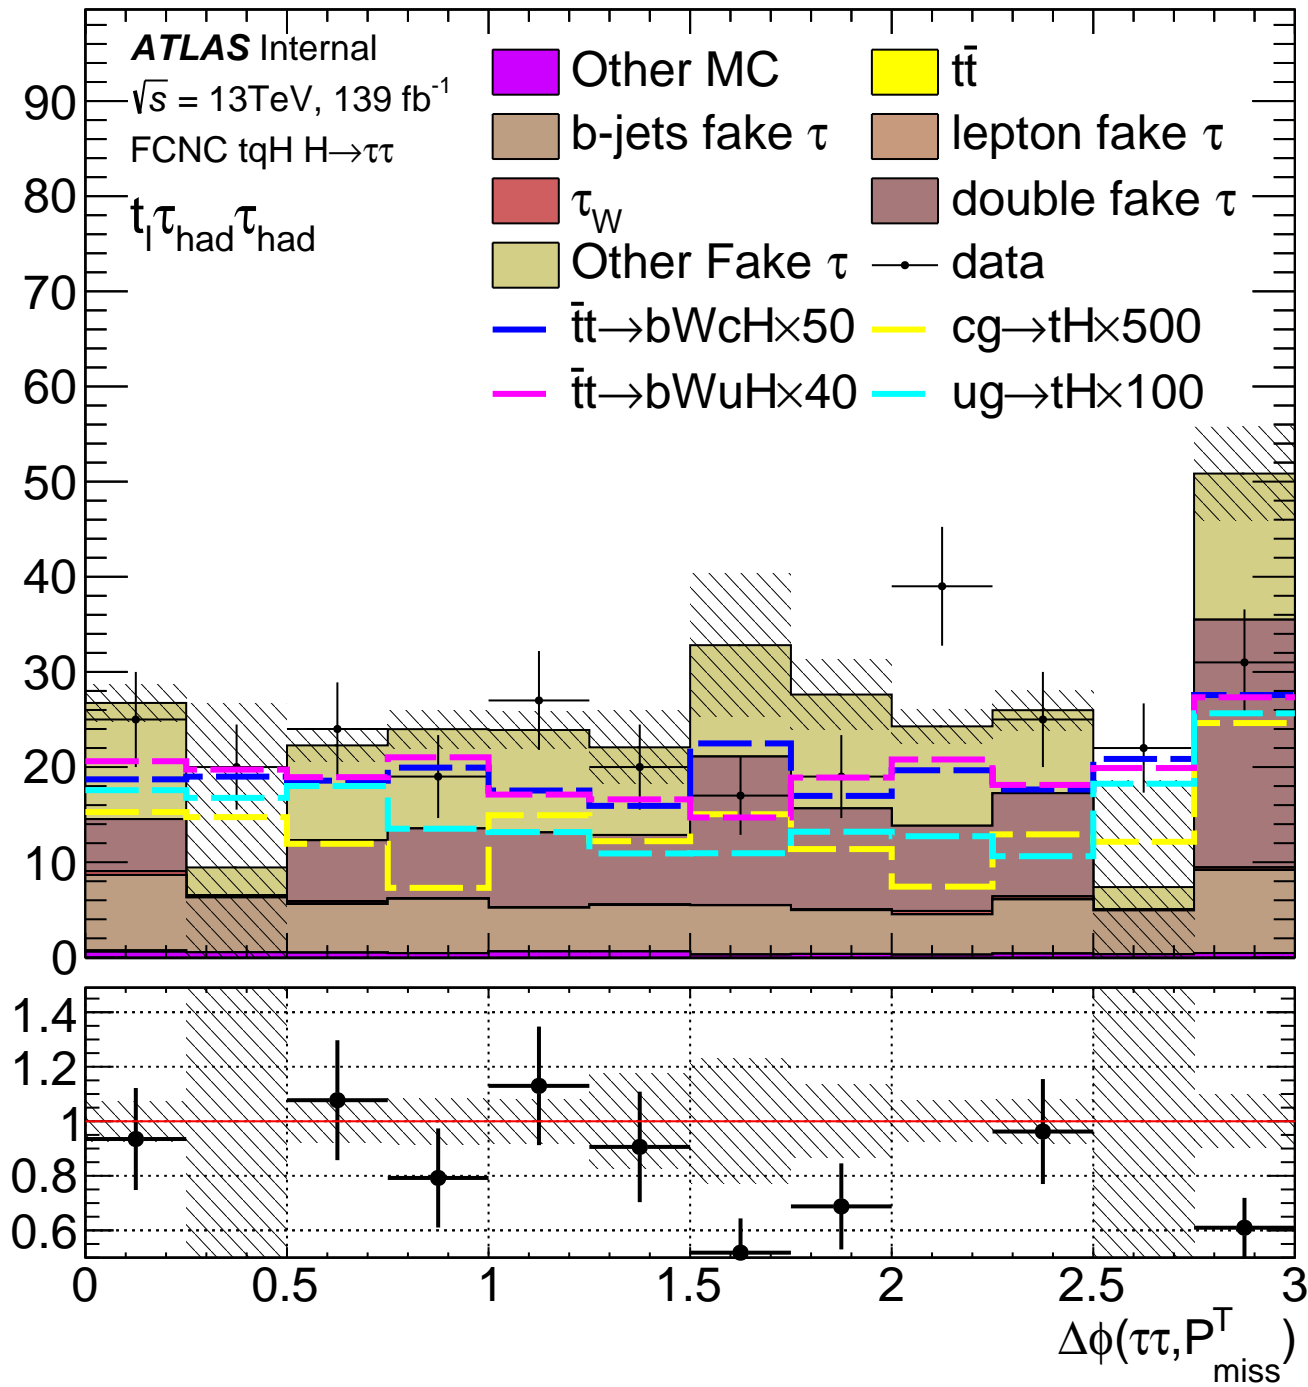 ATLAS Internal
√s = 13TeV, 139 fb⁻¹
FCNC tqH H→ττ
t_l τ_had τ_had
Other MC
tt̄
b-jets fake τ
lepton fake τ
τ_W
double fake τ
Other Fake τ
data
t̄t→bWcH×50
cg→tH×500
t̄t→bWuH×40
ug→tH×100
90
80
70
60
50
40
30
20
10
0
1.4
1.2
1
0.8
0.6
0 0.5 1 1.5 2 2.5 3
Δϕ(ττ,P^T_miss)